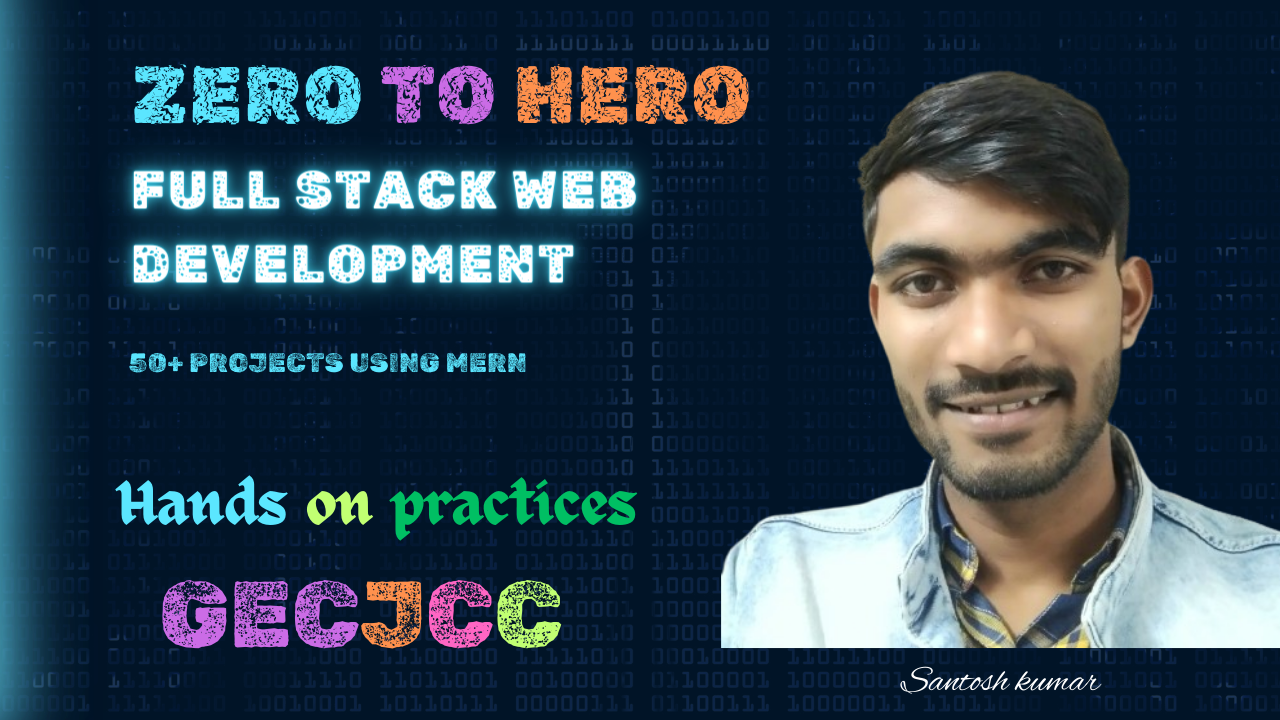 ZERO TO HERO
FULL STACK WEB
DEVELOPMENT
50+ PROJECTS USING MERN
Hands on practices
GECJCC
Santosh kumar